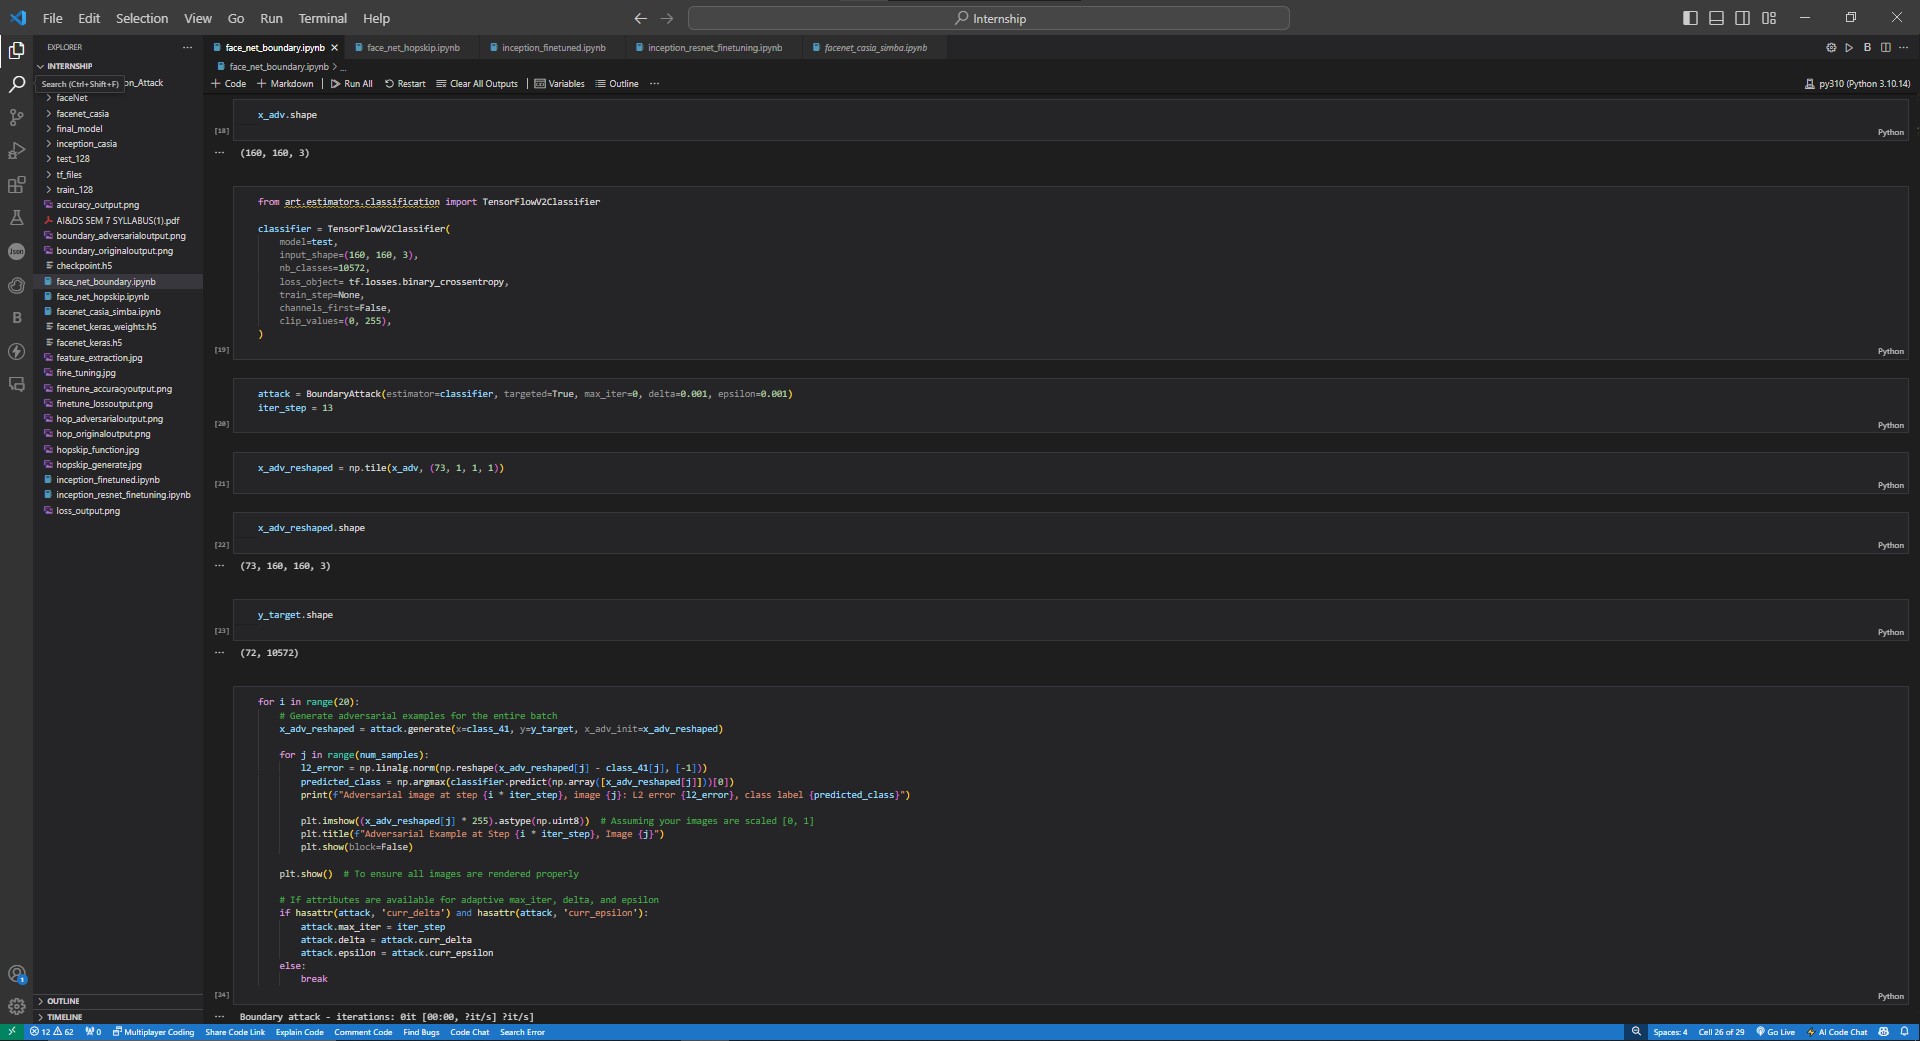 File Edit Selection View Go Run Terminal Help
Internship
EXPLORER
face_net_boundary.ipynb
face_net_hopskip.ipynb
inception_finetuned.ipynb
inception_resnet_finetuning.ipynb
facenet_casia_simba.ipynb
INTERNSHIP
Search (Ctrl+Shift+F)
on_Attack
faceNet
facenet_casia
final_model
inception_casia
test_128
tf_files
train_128
accuracy_output.png
AI&DS SEM 7 SYLLABUS(1).pdf
boundary_adversarialoutput.png
boundary_originaloutput.png
checkpoint.h5
face_net_boundary.ipynb
face_net_hopskip.ipynb
facenet_casia_simba.ipynb
facenet_keras_weights.h5
facenet_keras.h5
feature_extraction.jpg
fine_tuning.jpg
finetune_accuracyoutput.png
finetune_lossoutput.png
hop_adversarialoutput.png
hop_originaloutput.png
hopskip_function.jpg
hopskip_generate.jpg
inception_finetuned.ipynb
inception_resnet_finetuning.ipynb
loss_output.png
OUTLINE
TIMELINE
face_net_boundary.ipynb > ...
+ Code + Markdown | Run All Restart Clear All Outputs | Variables Outline ...
py310 (Python 3.10.14)
x_adv.shape
[18]
Python
... (160, 160, 3)
from art.estimators.classification import TensorFlowV2Classifier
classifier = TensorFlowV2Classifier(
model=test,
input_shape=(160, 160, 3),
nb_classes=10572,
loss_object= tf.losses.binary_crossentropy,
train_step=None,
channels_first=False,
clip_values=(0, 255),
)
[19]
Python
attack = BoundaryAttack(estimator=classifier, targeted=True, max_iter=0, delta=0.001, epsilon=0.001)
iter_step = 13
[20]
Python
x_adv_reshaped = np.tile(x_adv, (73, 1, 1, 1))
[21]
Python
x_adv_reshaped.shape
[22]
Python
... (73, 160, 160, 3)
y_target.shape
[23]
Python
... (72, 10572)
for i in range(20):
# Generate adversarial examples for the entire batch
x_adv_reshaped = attack.generate(x=class_41, y=y_target, x_adv_init=x_adv_reshaped)
for j in range(num_samples):
l2_error = np.linalg.norm(np.reshape(x_adv_reshaped[j] - class_41[j], [-1]))
predicted_class = np.argmax(classifier.predict(np.array([x_adv_reshaped[j]]))[0])
print(f"Adversarial image at step {i * iter_step}, image {j}: L2 error {l2_error}, class label {predicted_class}")
plt.imshow((x_adv_reshaped[j] * 255).astype(np.uint8)) # Assuming your images are scaled [0, 1]
plt.title(f"Adversarial Example at Step {i * iter_step}, Image {j}")
plt.show(block=False)
plt.show() # To ensure all images are rendered properly
# If attributes are available for adaptive max_iter, delta, and epsilon
if hasattr(attack, 'curr_delta') and hasattr(attack, 'curr_epsilon'):
attack.max_iter = iter_step
attack.delta = attack.curr_delta
attack.epsilon = attack.curr_epsilon
else:
break
[24]
Python
... Boundary attack - iterations: 0it [00:00, ?it/s] ?it/s]
12 62 0 Multiplayer Coding Share Code Link Explain Code Comment Code Find Bugs Code Chat Search Error
Spaces: 4 Cell 26 of 29 Go Live AI Code Chat